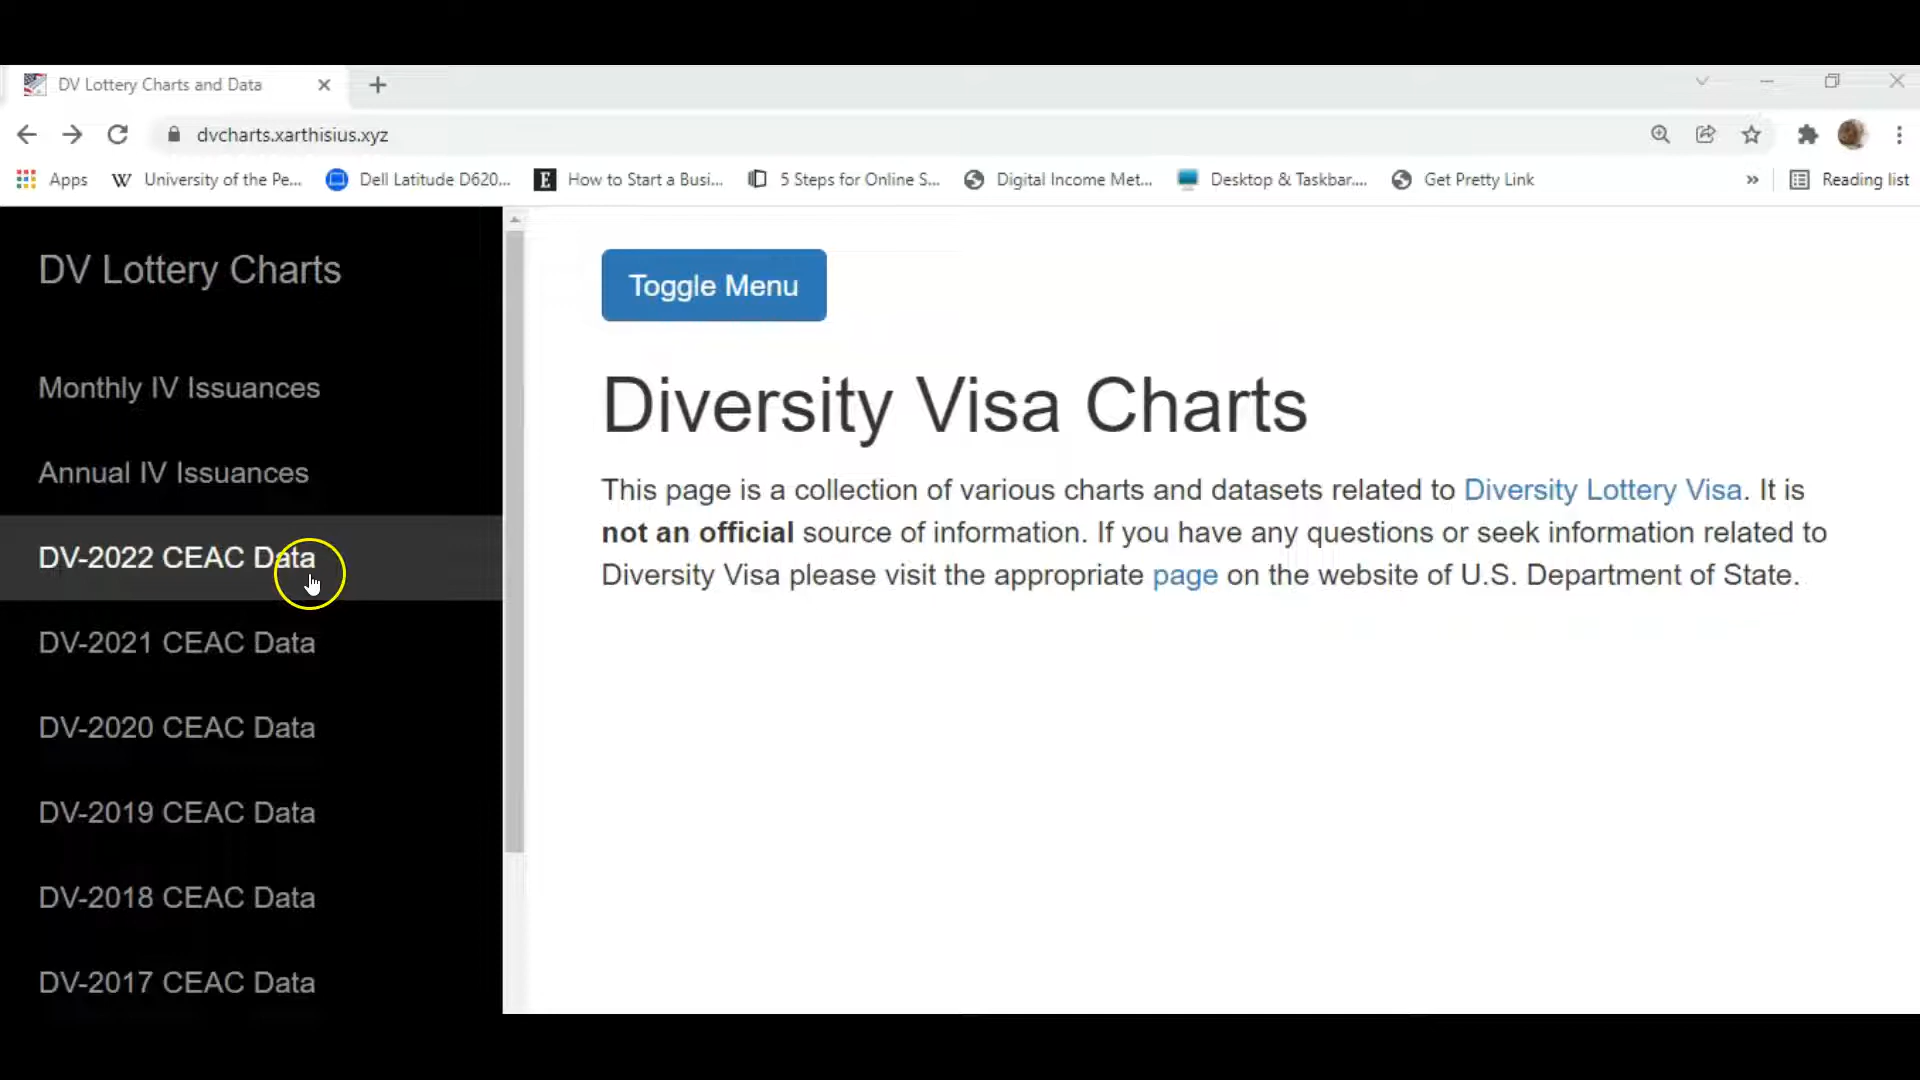 DV Lottery Charts and Data
dvcharts.xarthisius.xyz
Apps
University of the Pe...
Dell Latitude D620...
How to Start a Busi...
5 Steps for Online S...
Digital Income Met...
Desktop & Taskbar....
Get Pretty Link
»
Reading list
DV Lottery Charts
Monthly IV Issuances
Annual IV Issuances
DV-2022 CEAC Data
DV-2021 CEAC Data
DV-2020 CEAC Data
DV-2019 CEAC Data
DV-2018 CEAC Data
DV-2017 CEAC Data
Toggle Menu
Diversity Visa Charts
This page is a collection of various charts and datasets related to Diversity Lottery Visa. It is
not an official source of information. If you have any questions or seek information related to
Diversity Visa please visit the appropriate page on the website of U.S. Department of State.